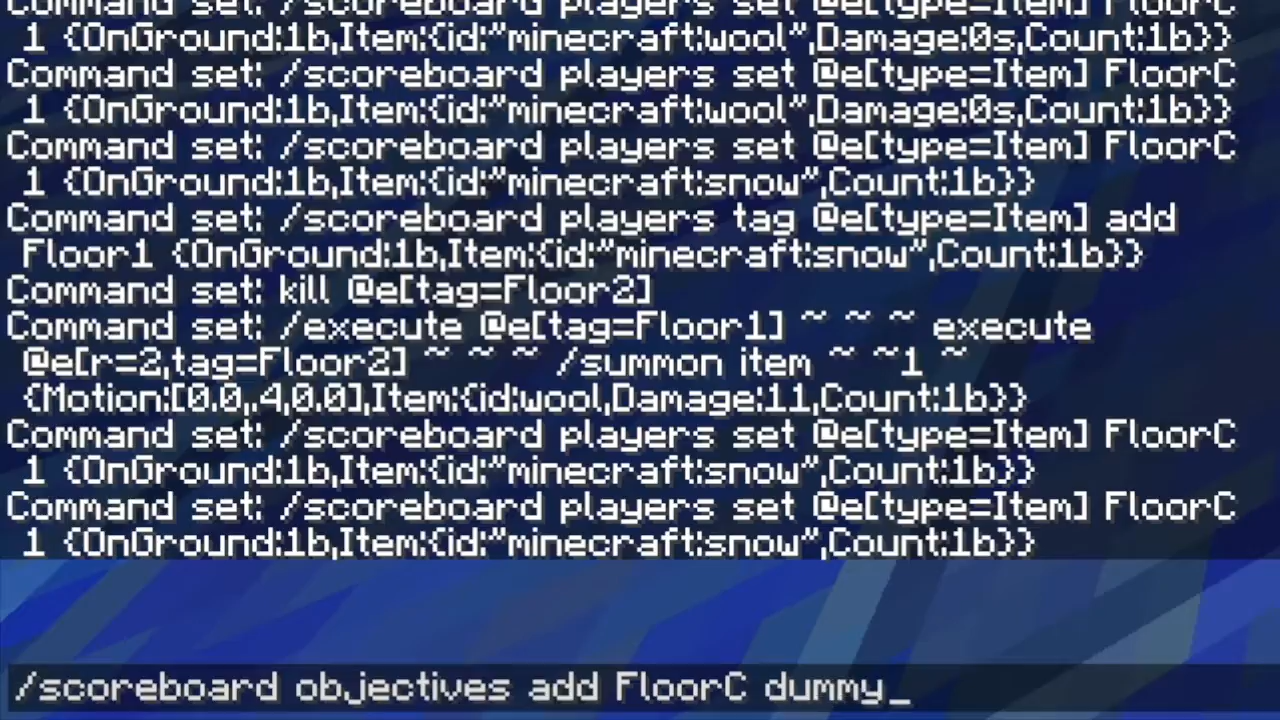 Command set: /scoreboard players set @e[type=Item] FloorC
1 {OnGround:1b,Item:{id:"minecraft:wool",Damage:0s,Count:1b}}
Command set: /scoreboard players set @e[type=Item] FloorC
1 {OnGround:1b,Item:{id:"minecraft:wool",Damage:0s,Count:1b}}
Command set: /scoreboard players set @e[type=Item] FloorC
1 {OnGround:1b,Item:{id:"minecraft:snow",Count:1b}}
Command set: /scoreboard players tag @e[type=Item] add
Floor1 {OnGround:1b,Item:{id:"minecraft:snow",Count:1b}}
Command set: kill @e[tag=Floor2]
Command set: /execute @e[tag=Floor1] ~ ~ ~ execute
@e[r=2,tag=Floor2] ~ ~ ~ /summon item ~ ~1 ~
{Motion:[0.0,.4,0.0],Item:{id:wool,Damage:11,Count:1b}}
Command set: /scoreboard players set @e[type=Item] FloorC
1 {OnGround:1b,Item:{id:"minecraft:snow",Count:1b}}
Command set: /scoreboard players set @e[type=Item] FloorC
1 {OnGround:1b,Item:{id:"minecraft:snow",Count:1b}}
/scoreboard objectives add FloorC dummy_